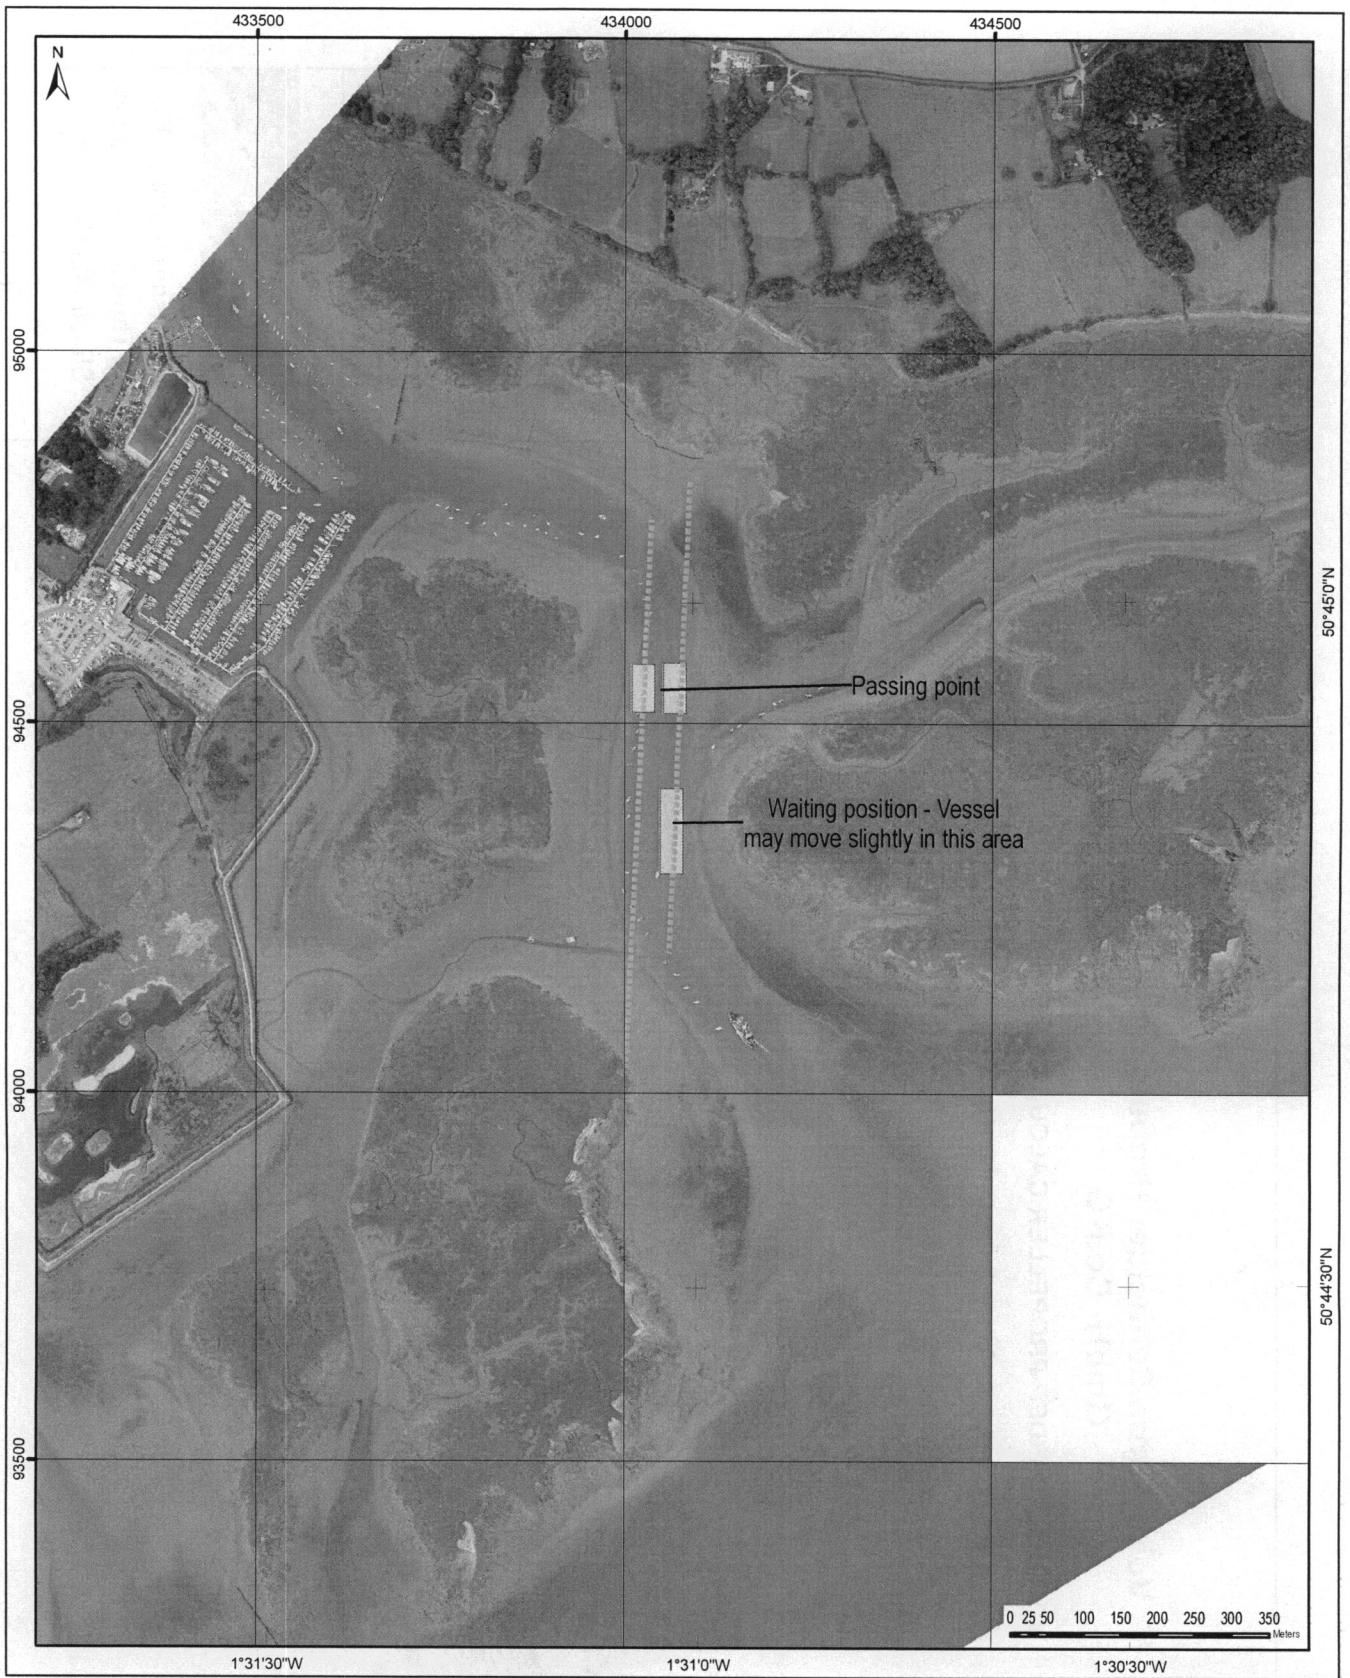 433500
434000
434500
N
95000
94500
94000
93500
50°45'0"N
50°44'30"N
Passing point
Waiting position - Vessel
may move slightly in this area
0 25 50 100 150 200 250 300 350
Meters
1°31'30"W
1°31'0"W
1°30'30"W